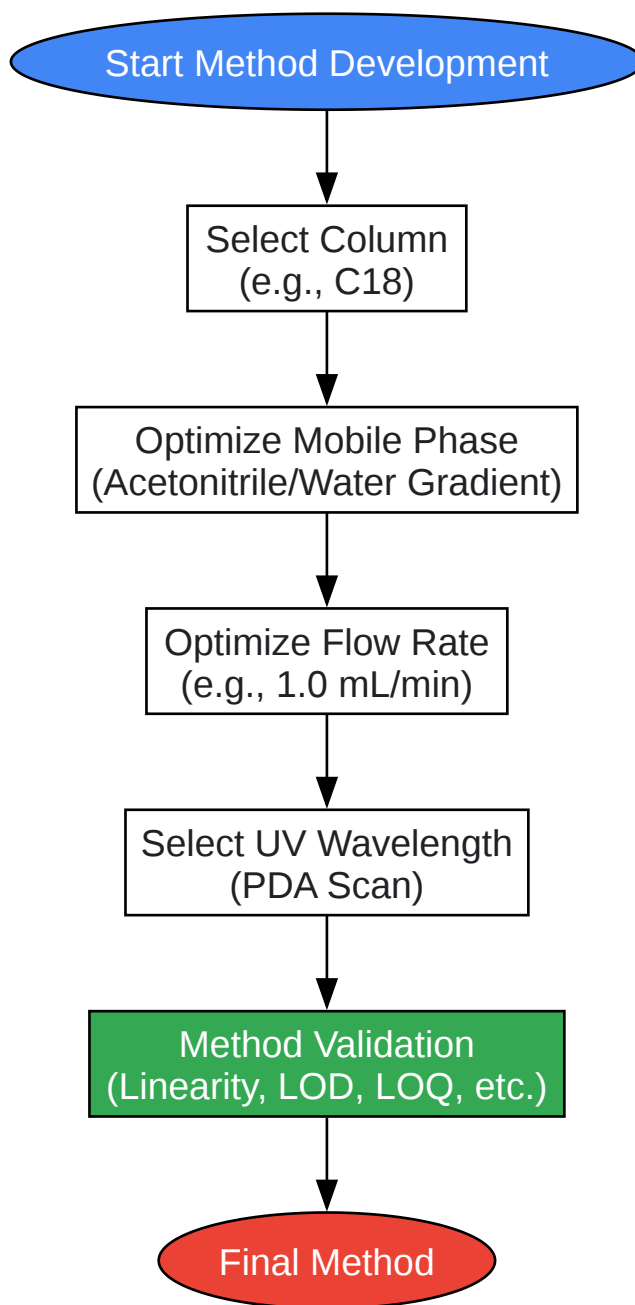 Start Method Development
Select Column
(e.g., C18)
Optimize Mobile Phase
(Acetonitrile/Water Gradient)
Optimize Flow Rate
(e.g., 1.0 mL/min)
Select UV Wavelength
(PDA Scan)
Method Validation
(Linearity, LOD, LOQ, etc.)
Final Method